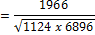 = 1966 / √(1124 x 6896)